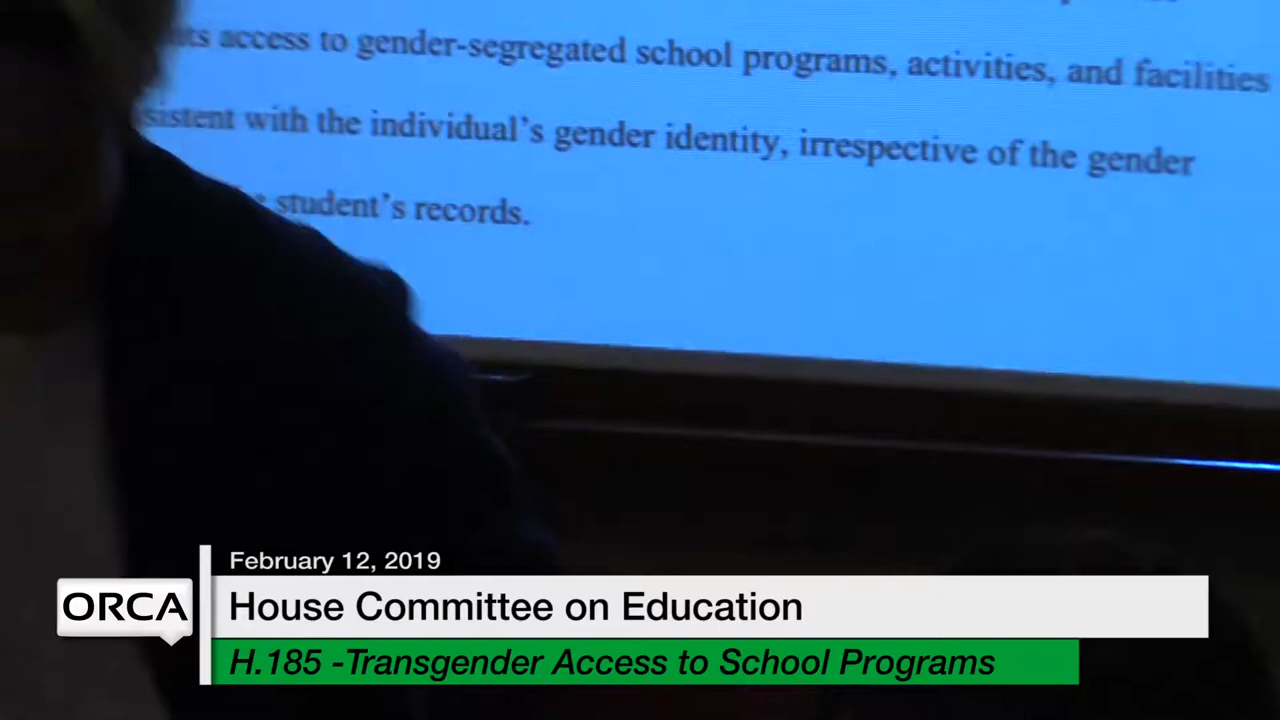 access to gender-segregated school programs, activities, and facilities
with the individual's gender identity, irrespective of the gender
student's records.
February 12, 2019
ORCA
House Committee on Education
H.185 -Transgender Access to School Programs